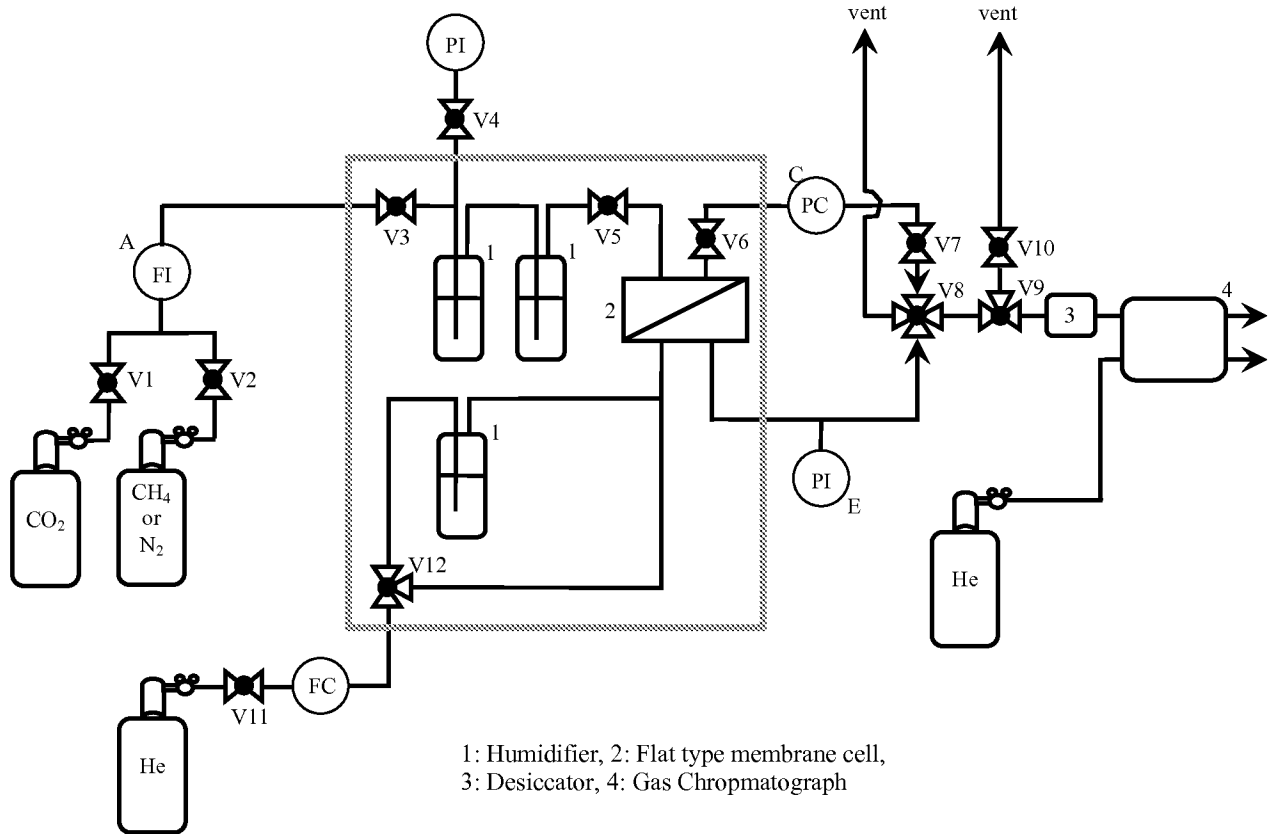 vent
vent
PI
V4
C
PC
A
FI
V3
V5
V6
V7
V10
1
1
V8
V9
4
2
3
V1
V2
1
PI
E
CO₂
CH₄
or
N₂
V12
He
FC
V11
He
1: Humidifier, 2: Flat type membrane cell,
3: Desiccator, 4: Gas Chropmatograph